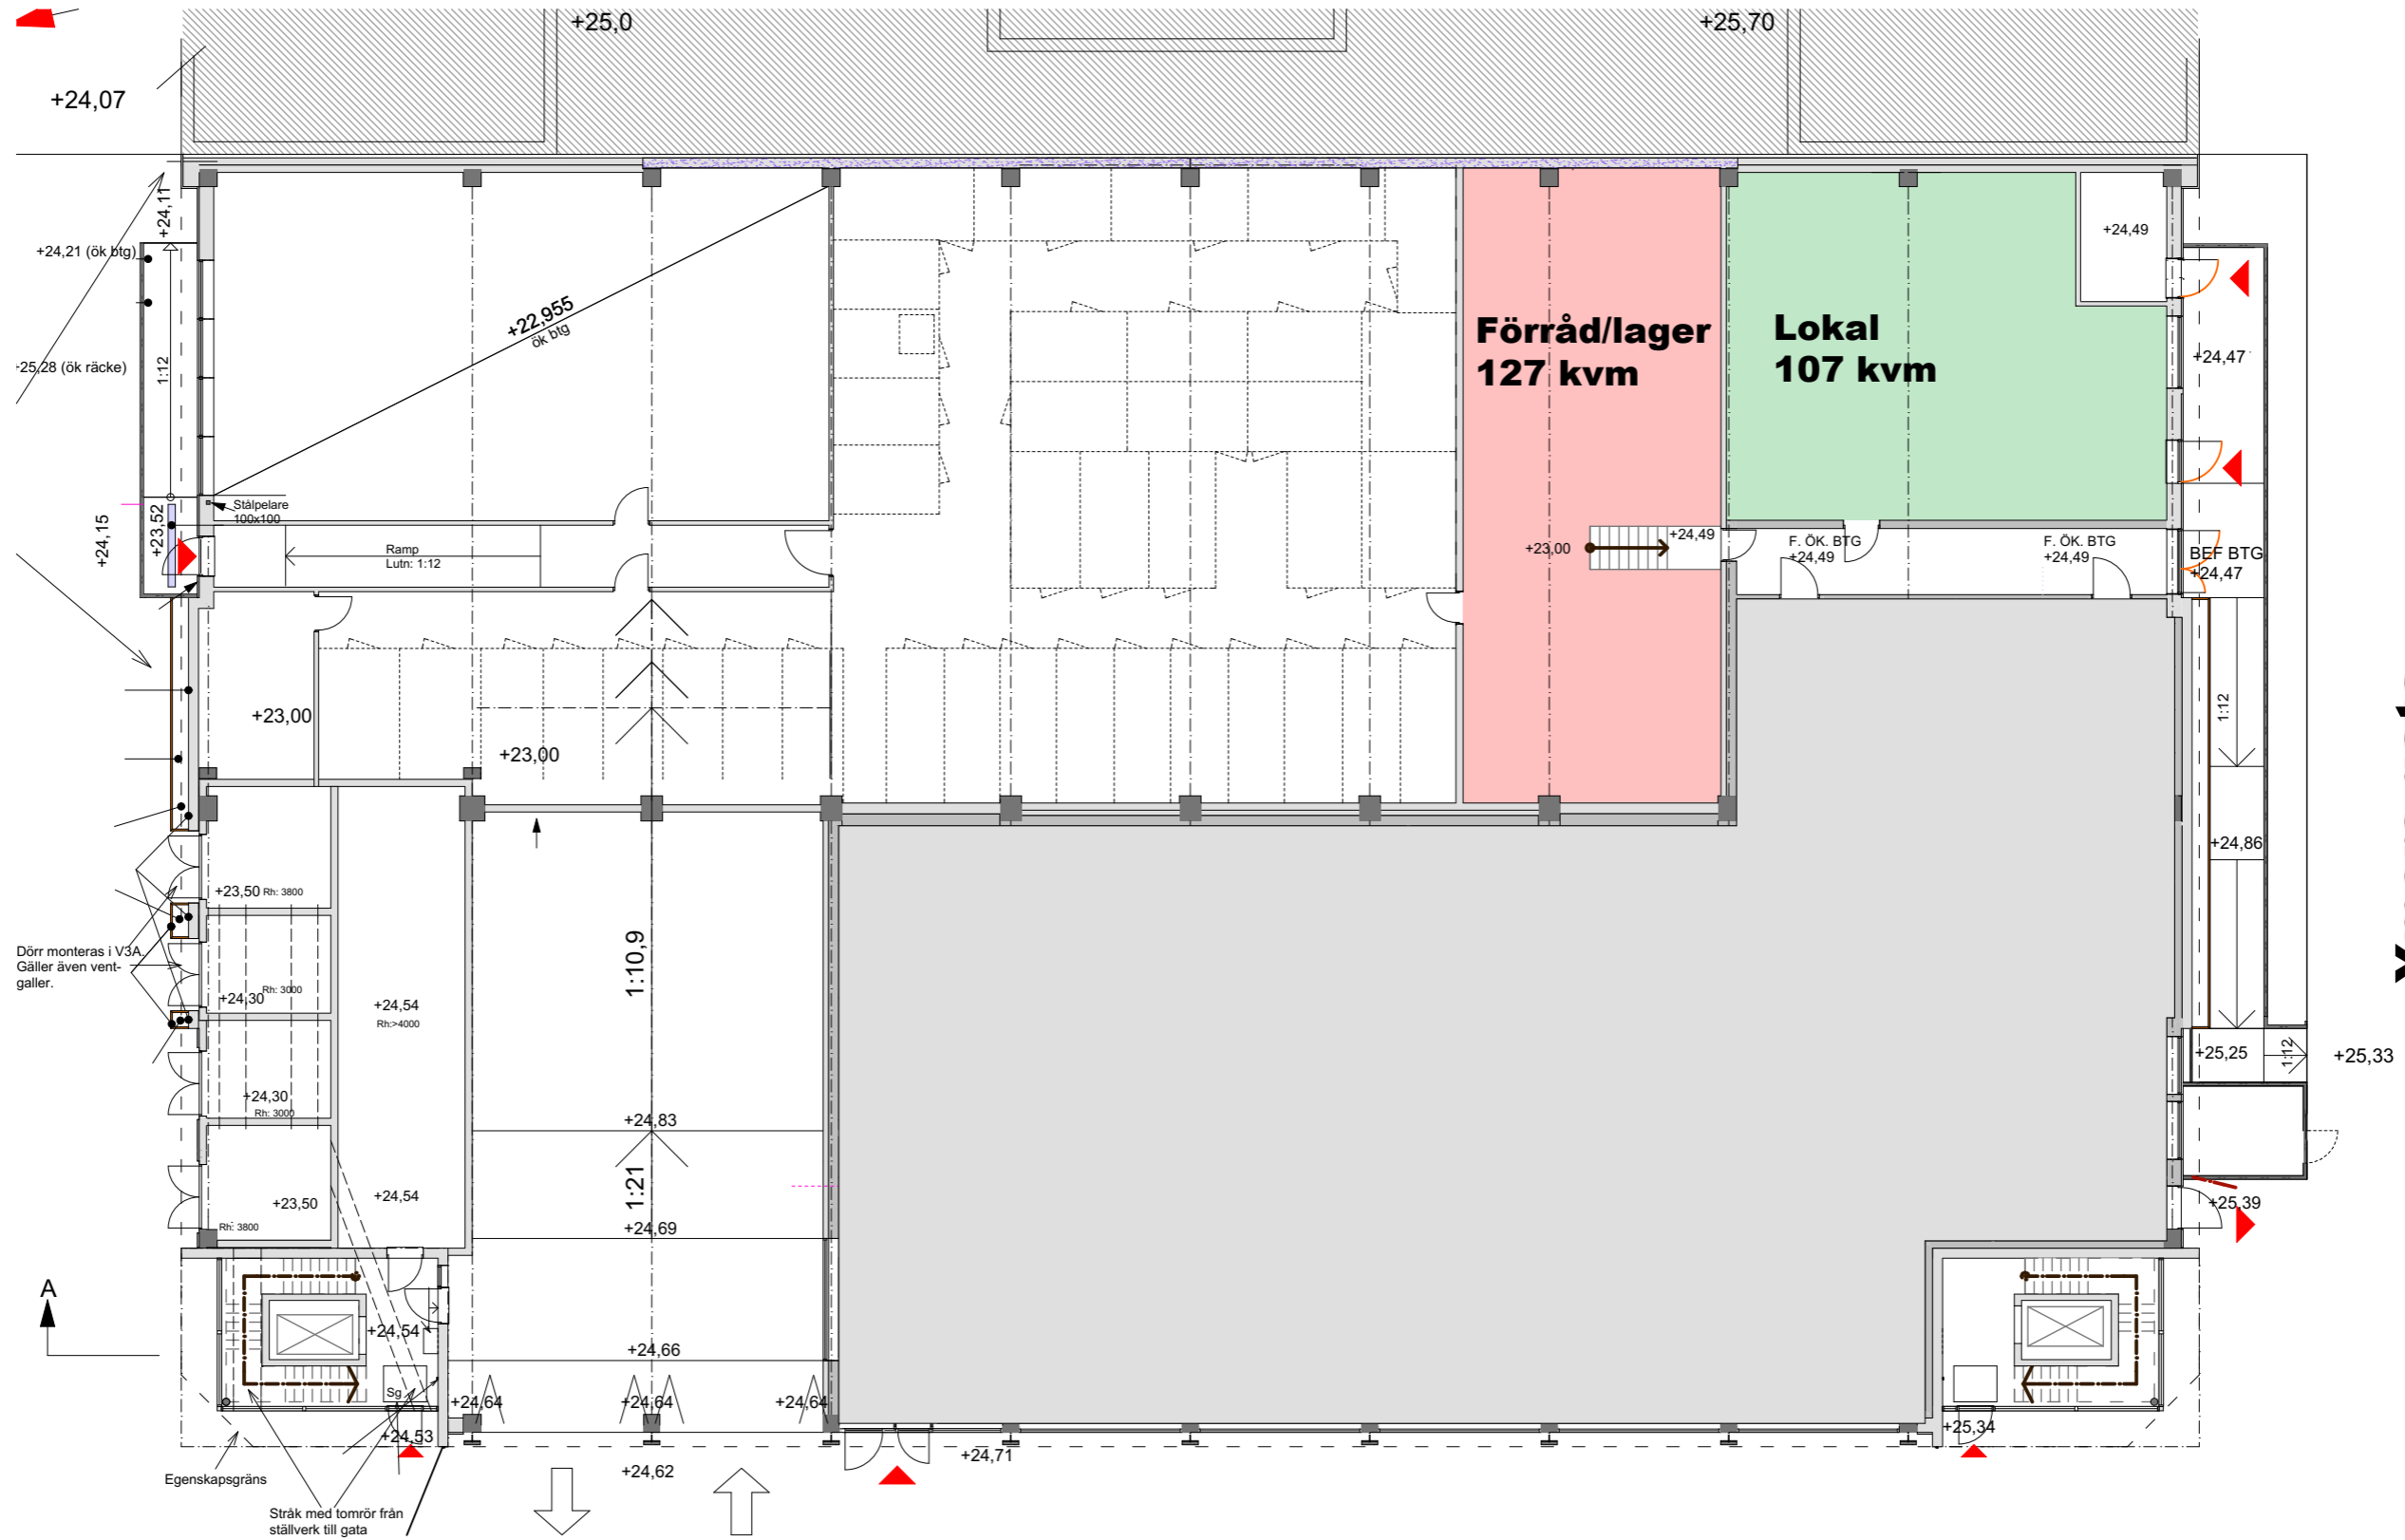 +25,0
+25,70
+24,07
+24,11
+24,21 (ök btg)
+24,49
+22,955
ök btg
Förråd/lager
127 kvm
Lokal
107 kvm
+24,47
25,28 (ök räcke)
1:12
Stålpelare
100x100
+24,15
+23,52
Ramp
Lutn: 1:12
+23,00
+24,49
F. ÖK. BTG
+24,49
F. ÖK. BTG
+24,49
BEF BTG
+24,47
+23,00
+23,00
1:12
+24,86
+23,50 Rh: 3800
Dörr monteras i V3A.
Gäller även vent-
galler.
+24,30
Rh: 3000
+24,54
Rh:>4000
1:10,9
+25,25
1:12
+25,33
+24,30
Rh: 3000
+24,83
1:21
+23,50
+24,54
Rh: 3800
+24,69
+25,39
A
+24,54
+24,66
Sg
+24,64
+24,64
+24,64
+24,53
+25,34
+24,71
+24,62
Egenskapsgräns
Stråk med tomrör från
ställverk till gata